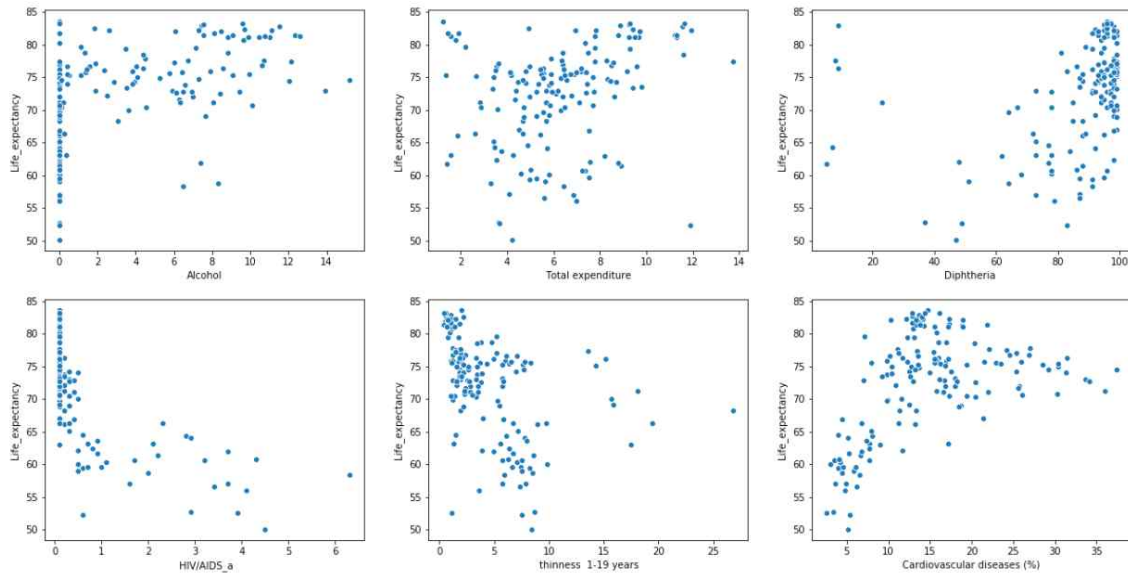 85
80
75
70
65
60
55
50
Life_expectancy
0 2 4 6 8 10 12 14
Alcohol
85
80
75
70
65
60
55
50
Life_expectancy
2 4 6 8 10 12 14
Total expenditure
85
80
75
70
65
60
55
50
Life_expectancy
20 40 60 80 100
Diphtheria
85
80
75
70
65
60
55
50
Life_expectancy
0 1 2 3 4 5 6
HIV/AIDS_a
85
80
75
70
65
60
55
50
Life_expectancy
0 5 10 15 20 25
thinness 1-19 years
85
80
75
70
65
60
55
50
Life_expectancy
5 10 15 20 25 30 35
Cardiovascular diseases (%)